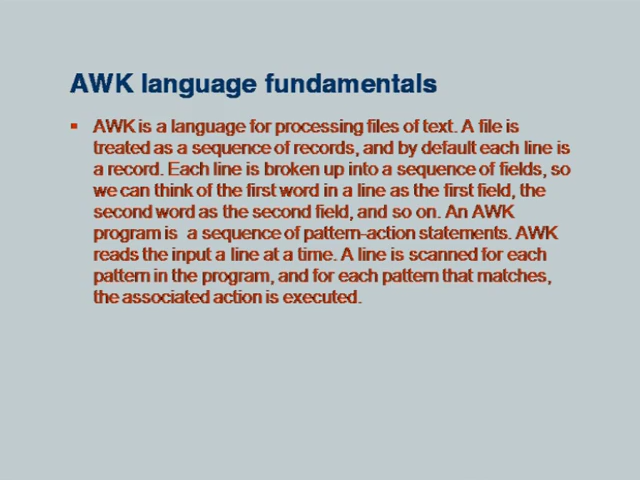 AWK language fundamentals
AWK is a language for processing files of text. A file is
treated as a sequence of records, and by default each line is
a record. Each line is broken up into a sequence of fields, so
we can think of the first word in a line as the first field, the
second word as the second field, and so on. An AWK
program is a sequence of pattern-action statements. AWK
reads the input a line at a time. A line is scanned for each
pattern in the program, and for each pattern that matches,
the associated action is executed.